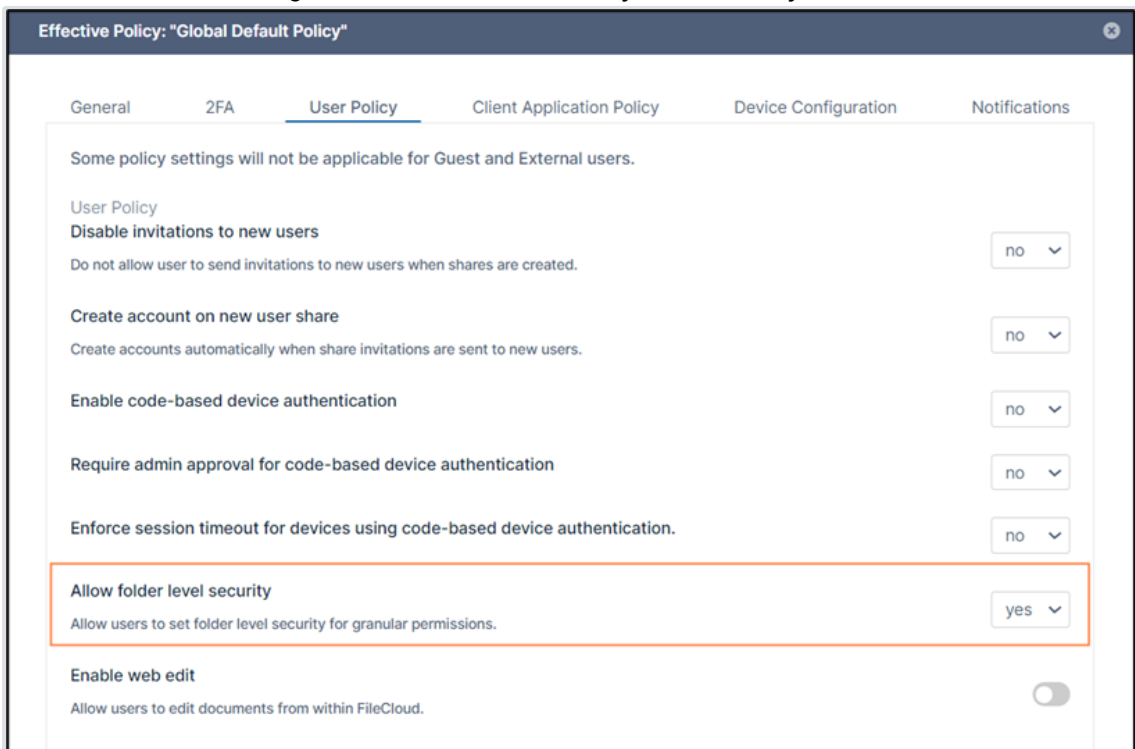 Effective Policy: "Global Default Policy"
General 2FA User Policy Client Application Policy Device Configuration Notifications
Some policy settings will not be applicable for Guest and External users.
User Policy
Disable invitations to new users
no
Do not allow user to send invitations to new users when shares are created.
Create account on new user share
no
Create accounts automatically when share invitations are sent to new users.
Enable code-based device authentication
no
Require admin approval for code-based device authentication
no
Enforce session timeout for devices using code-based device authentication.
no
Allow folder level security
yes
Allow users to set folder level security for granular permissions.
Enable web edit
Allow users to edit documents from within FileCloud.